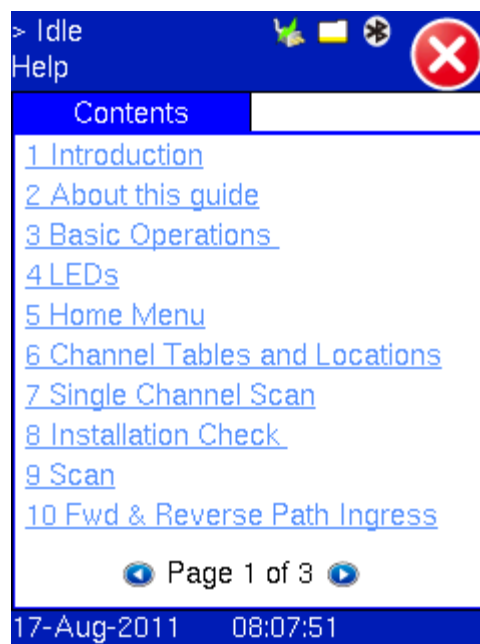 > Idle
Help
Contents
1 Introduction
2 About this guide
3 Basic Operations
4 LEDs
5 Home Menu
6 Channel Tables and Locations
7 Single Channel Scan
8 Installation Check
9 Scan
10 Fwd & Reverse Path Ingress
Page 1 of 3
17-Aug-2011 08:07:51